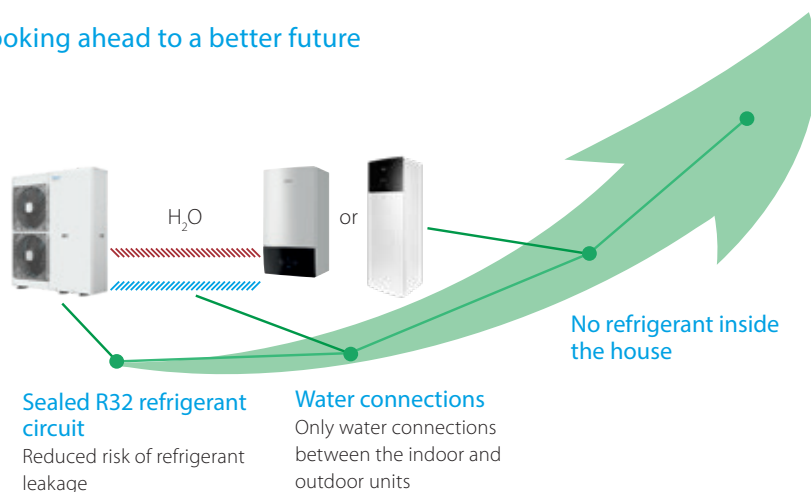 ooking ahead to a better future
H₂O
or
No refrigerant inside
the house
Sealed R32 refrigerant
circuit
Reduced risk of refrigerant
leakage
Water connections
Only water connections
between the indoor and
outdoor units